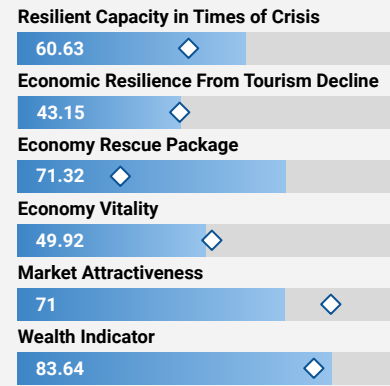 Resilient Capacity in Times of Crisis
60.63
Economic Resilience From Tourism Decline
43.15
Economy Rescue Package
71.32
Economy Vitality
49.92
Market Attractiveness
71
Wealth Indicator
83.64